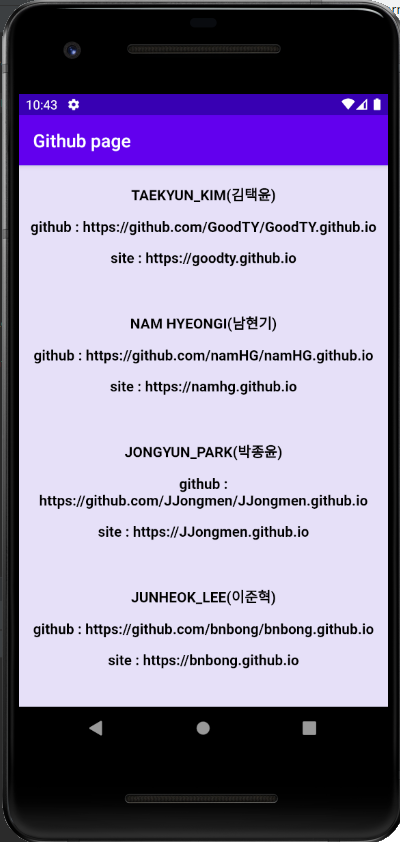 10:43
Github page
TAEKYUN_KIM(김택윤)
github : https://github.com/GoodTY/GoodTY.github.io
site : https://goodty.github.io
NAM HYEONGI(남현기)
github : https://github.com/namHG/namHG.github.io
site : https://namhg.github.io
JONGYUN_PARK(박종윤)
github :
https://github.com/JJongmen/JJongmen.github.io
site : https://JJongmen.github.io
JUNHEOK_LEE(이준혁)
github : https://github.com/bnbong/bnbong.github.io
site : https://bnbong.github.io